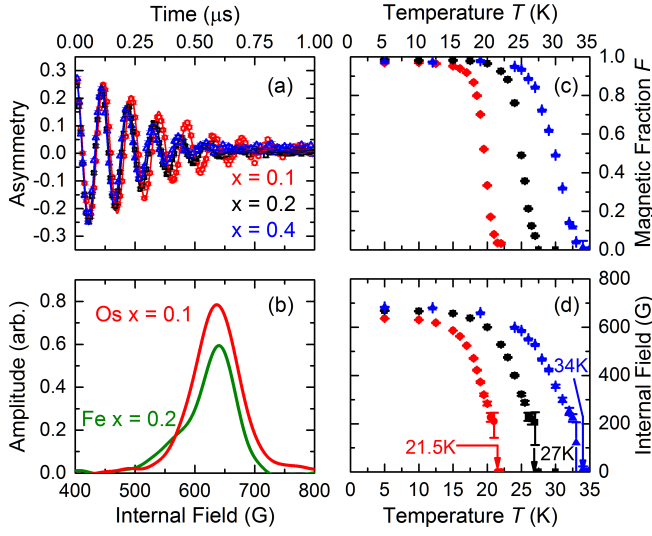 Time (μs)
0.00 0.25 0.50 0.75 1.00
Asymmetry
0.3
0.2
0.1
0.0
-0.1
-0.2
-0.3
(a)
x = 0.1
x = 0.2
x = 0.4
Temperature T (K)
0 5 10 15 20 25 30 35
(c)
1.0
0.8
0.6
0.4
0.2
0.0
Magnetic Fraction F
Amplitude (arb.)
0.8
0.6
0.4
0.2
0.0
(b)
Os x = 0.1
Fe x = 0.2
400 500 600 700 800
Internal Field (G)
(d)
800
600
400
200
0
Internal Field (G)
34K
21.5K
27K
0 5 10 15 20 25 30 35
Temperature T (K)